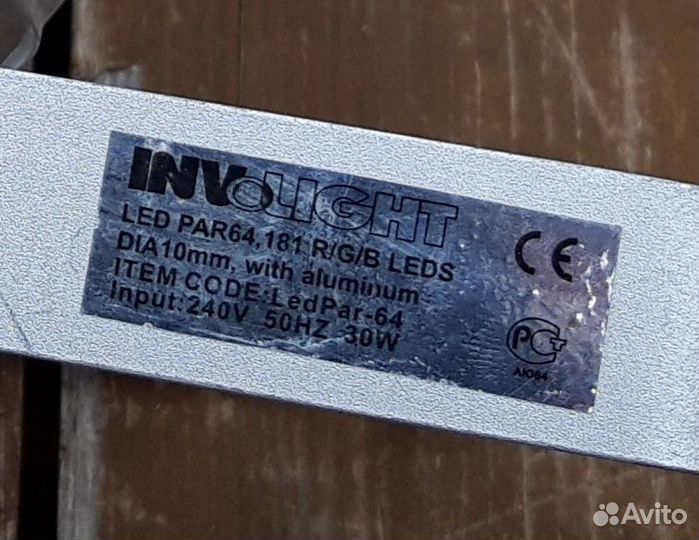 INVOLIGHT
LED PAR64,181 R/G/B LEDS
DIA10mm, with aluminum
ITEM CODE:LedPar-64
Input:240V 50HZ 30W
CE
PC+
Avito